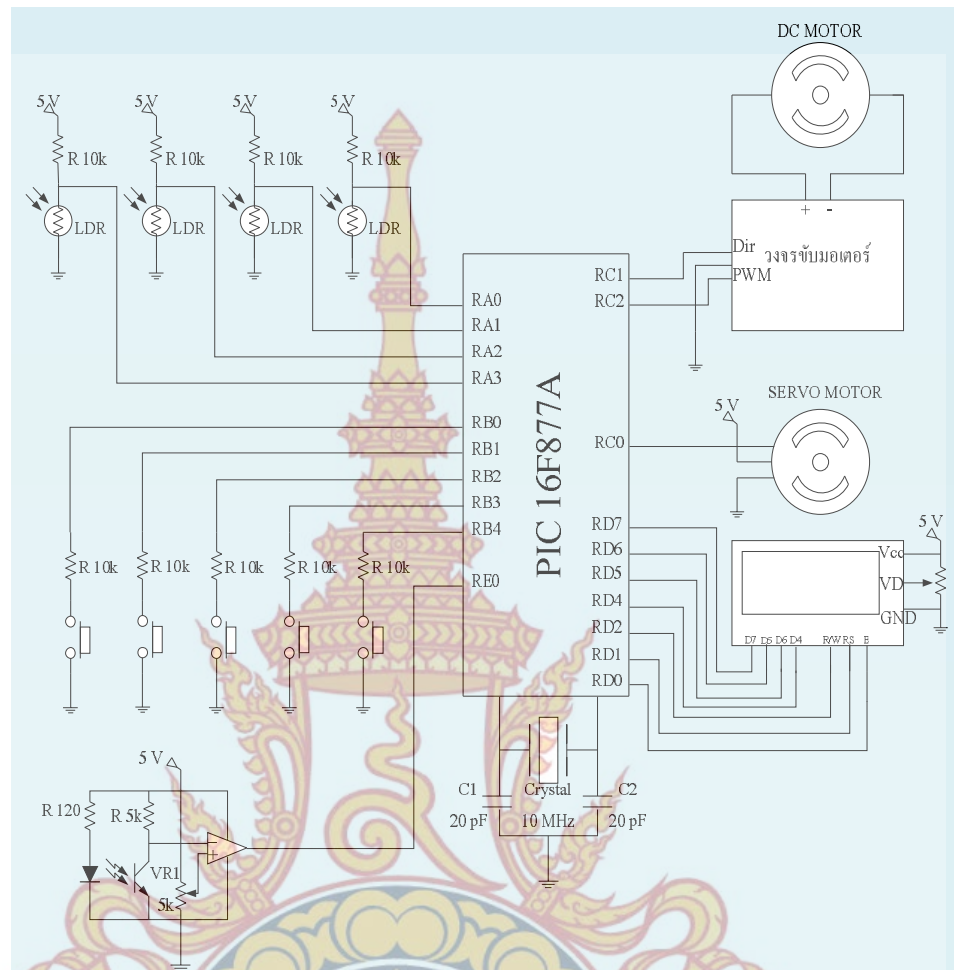 DC MOTOR
5 V
5 V
5 V
5 V
R 10k
R 10k
R 10k
R 10k
LDR
LDR
LDR
LDR
+ -
Dir
วงจรขับมอเตอร์
PWM
RC1
RC2
RA0
RA1
RA2
RA3
RB0
RB1
RB2
RB3
RB4
RE0
PIC 16F877A
RC0
RD7
RD6
RD5
RD4
RD2
RD1
RD0
SERVO MOTOR
5 V
5 V
Vcc
VD
GND
D7 D5 D6 D4 R/W RS E
R 10k
R 10k
R 10k
R 10k
R 10k
C1
20 pF
Crystal
10 MHz
C2
20 pF
5 V
R 120
R 5k
VR1
5k
-
+